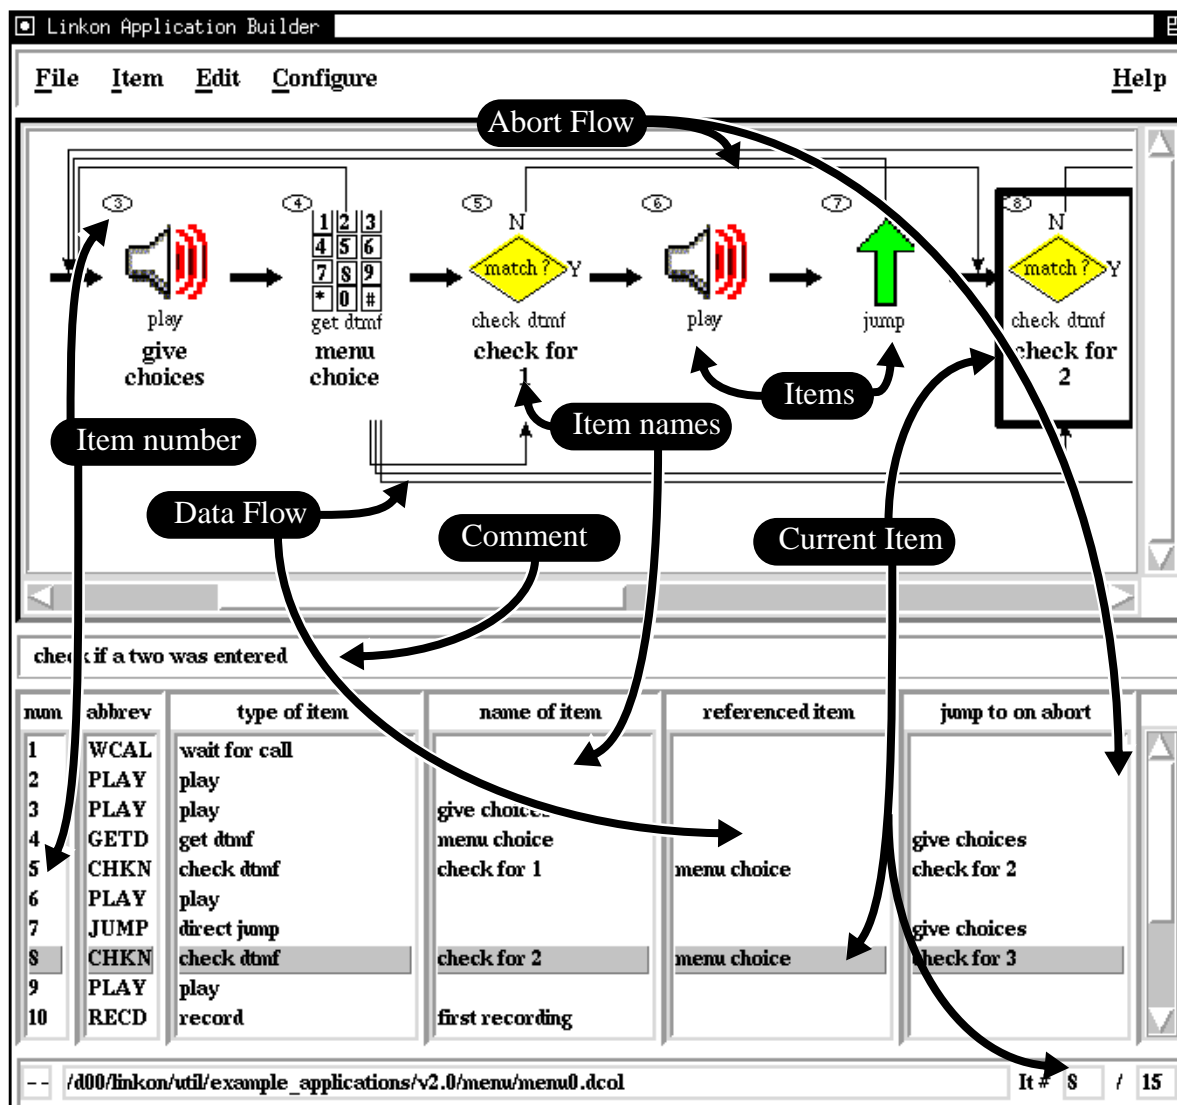 Linkon Application Builder
File Item Edit Configure Help
Abort Flow
3 4 5 6 7 8
N N
1 2 3
4 5 6
7 8 9
* 0 #
match ? Y match ? Y
play get dtmf check dtmf play jump check dtmf
give choices
menu choice
check for 1
check for 2
Items
Item names
Item number
Data Flow
Comment
Current Item
check if a two was entered
num abbrev type of item name of item referenced item jump to on abort
1 WCAL wait for call
2 PLAY play
3 PLAY play give choices
4 GETD get dtmf menu choice give choices
5 CHKN check dtmf check for 1 menu choice check for 2
6 PLAY play
7 JUMP direct jump give choices
8 CHKN check dtmf check for 2 menu choice check for 3
9 PLAY play
10 RECD record first recording
-- /d00/linkon/util/example_applications/v2.0/menu/menu0.dcol It # 8 / 15